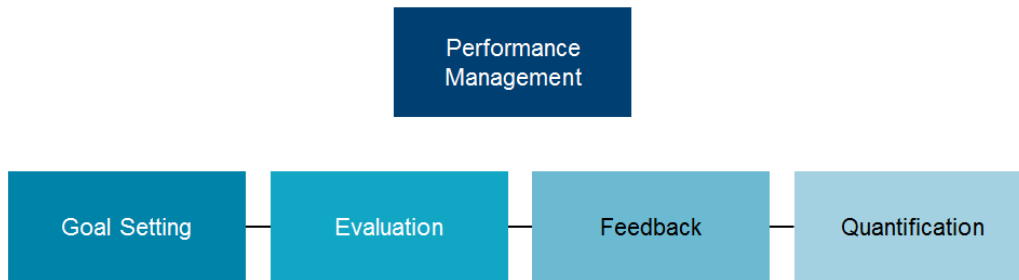 Performance
Management
Goal Setting
Evaluation
Feedback
Quantification